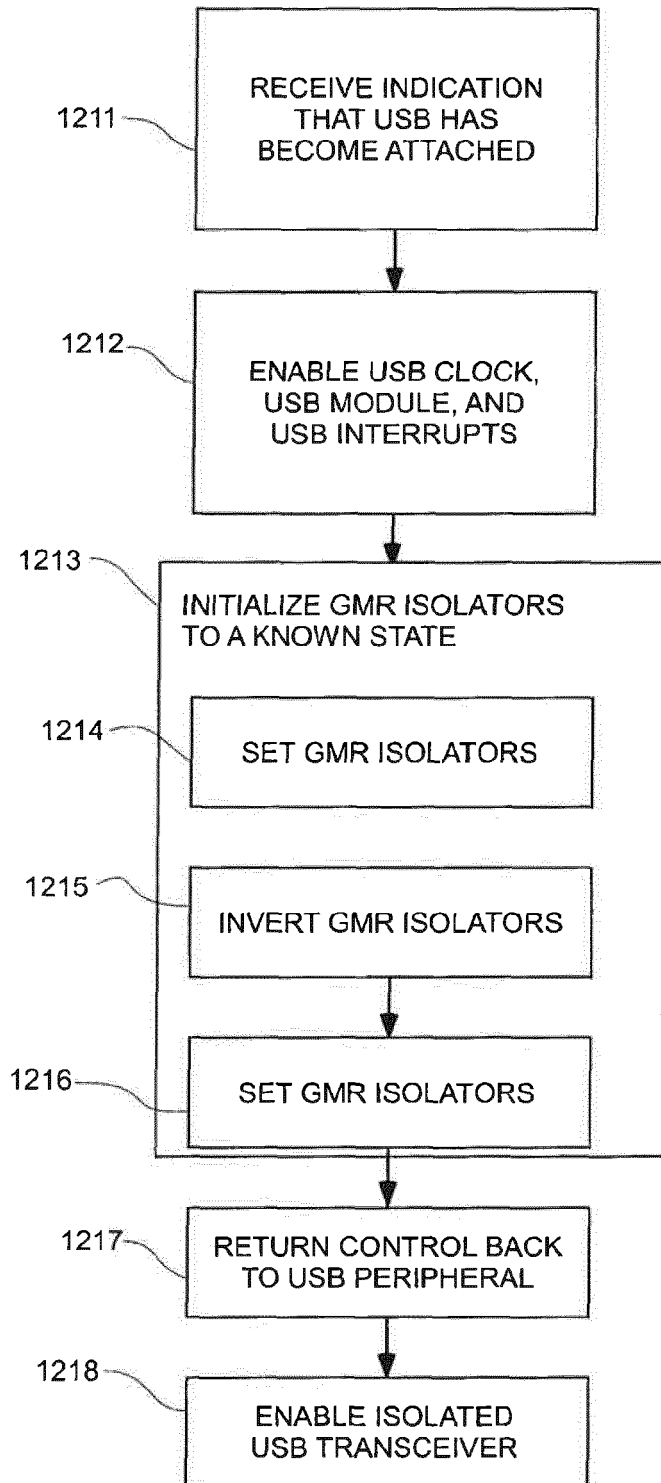 1211
RECEIVE INDICATION
THAT USB HAS
BECOME ATTACHED
1212
ENABLE USB CLOCK,
USB MODULE, AND
USB INTERRUPTS
1213
INITIALIZE GMR ISOLATORS
TO A KNOWN STATE
1214
SET GMR ISOLATORS
1215
INVERT GMR ISOLATORS
1216
SET GMR ISOLATORS
1217
RETURN CONTROL BACK
TO USB PERIPHERAL
1218
ENABLE ISOLATED
USB TRANSCEIVER